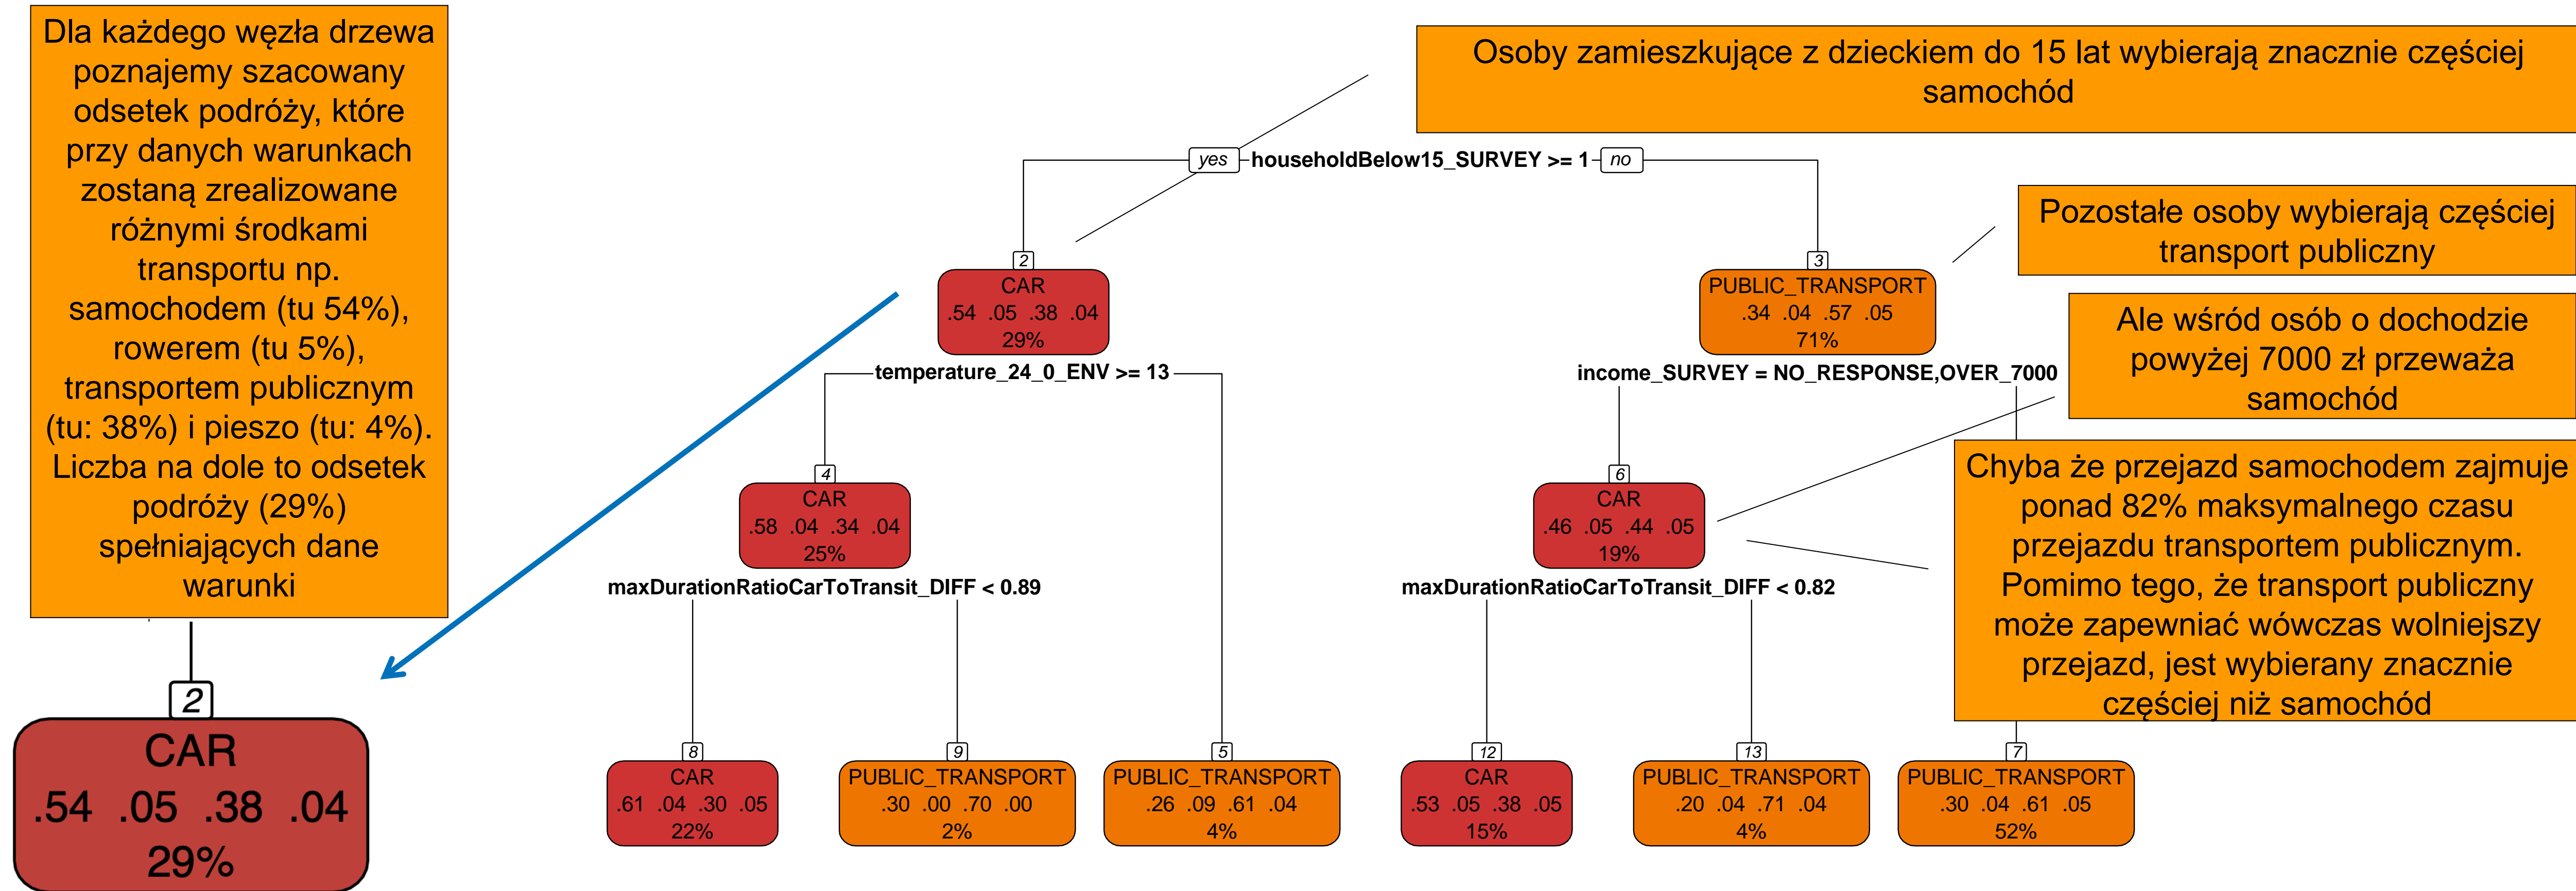 Dla każdego węzła drzewa
poznajemy szacowany
odsetek podróży, które
przy danych warunkach
zostaną zrealizowane
różnymi środkami
transportu np.
samochodem (tu 54%),
rowerem (tu 5%),
transportem publicznym
(tu: 38%) i pieszo (tu: 4%).
Liczba na dole to odsetek
podróży (29%)
spełniających dane
warunki
2
CAR
.54 .05 .38 .04
29%
Osoby zamieszkujące z dzieckiem do 15 lat wybierają znacznie częściej
samochód
yes householdBelow15_SURVEY >= 1 no
Pozostałe osoby wybierają częściej
transport publiczny
2
CAR
.54 .05 .38 .04
29%
3
PUBLIC_TRANSPORT
.34 .04 .57 .05
71%
Ale wśród osób o dochodzie
powyżej 7000 zł przeważa
samochód
temperature_24_0_ENV >= 13
income_SURVEY = NO_RESPONSE,OVER_7000
Chyba że przejazd samochodem zajmuje
ponad 82% maksymalnego czasu
przejazdu transportem publicznym.
Pomimo tego, że transport publiczny
może zapewniać wówczas wolniejszy
przejazd, jest wybierany znacznie
częściej niż samochód
4
CAR
.58 .04 .34 .04
25%
6
CAR
.46 .05 .44 .05
19%
maxDurationRatioCarToTransit_DIFF < 0.89
maxDurationRatioCarToTransit_DIFF < 0.82
8
CAR
.61 .04 .30 .05
22%
9
PUBLIC_TRANSPORT
.30 .00 .70 .00
2%
5
PUBLIC_TRANSPORT
.26 .09 .61 .04
4%
12
CAR
.53 .05 .38 .05
15%
13
PUBLIC_TRANSPORT
.20 .04 .71 .04
4%
7
PUBLIC_TRANSPORT
.30 .04 .61 .05
52%